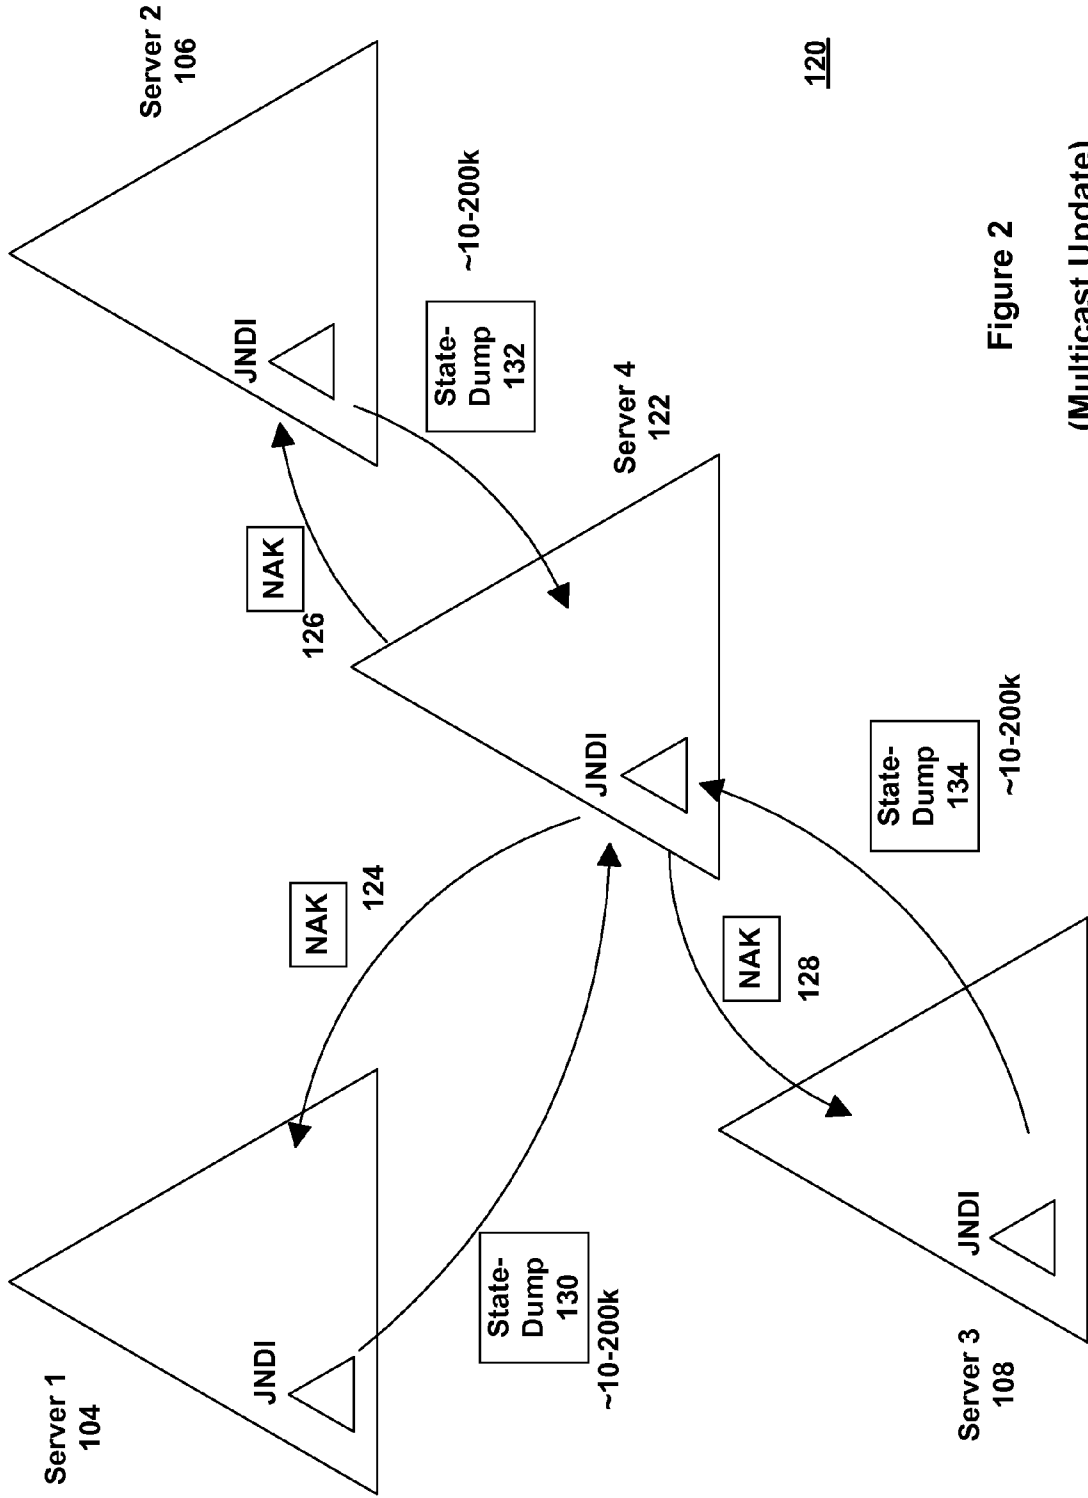 Server 1
104
JNDI
Server 2
106
JNDI
NAK
124
NAK
126
State-
Dump
130
~10-200k
State-
Dump
132
~10-200k
Server 4
122
JNDI
NAK
128
State-
Dump
134
~10-200k
Server 3
108
JNDI
120
Figure 2
(Multicast Update)